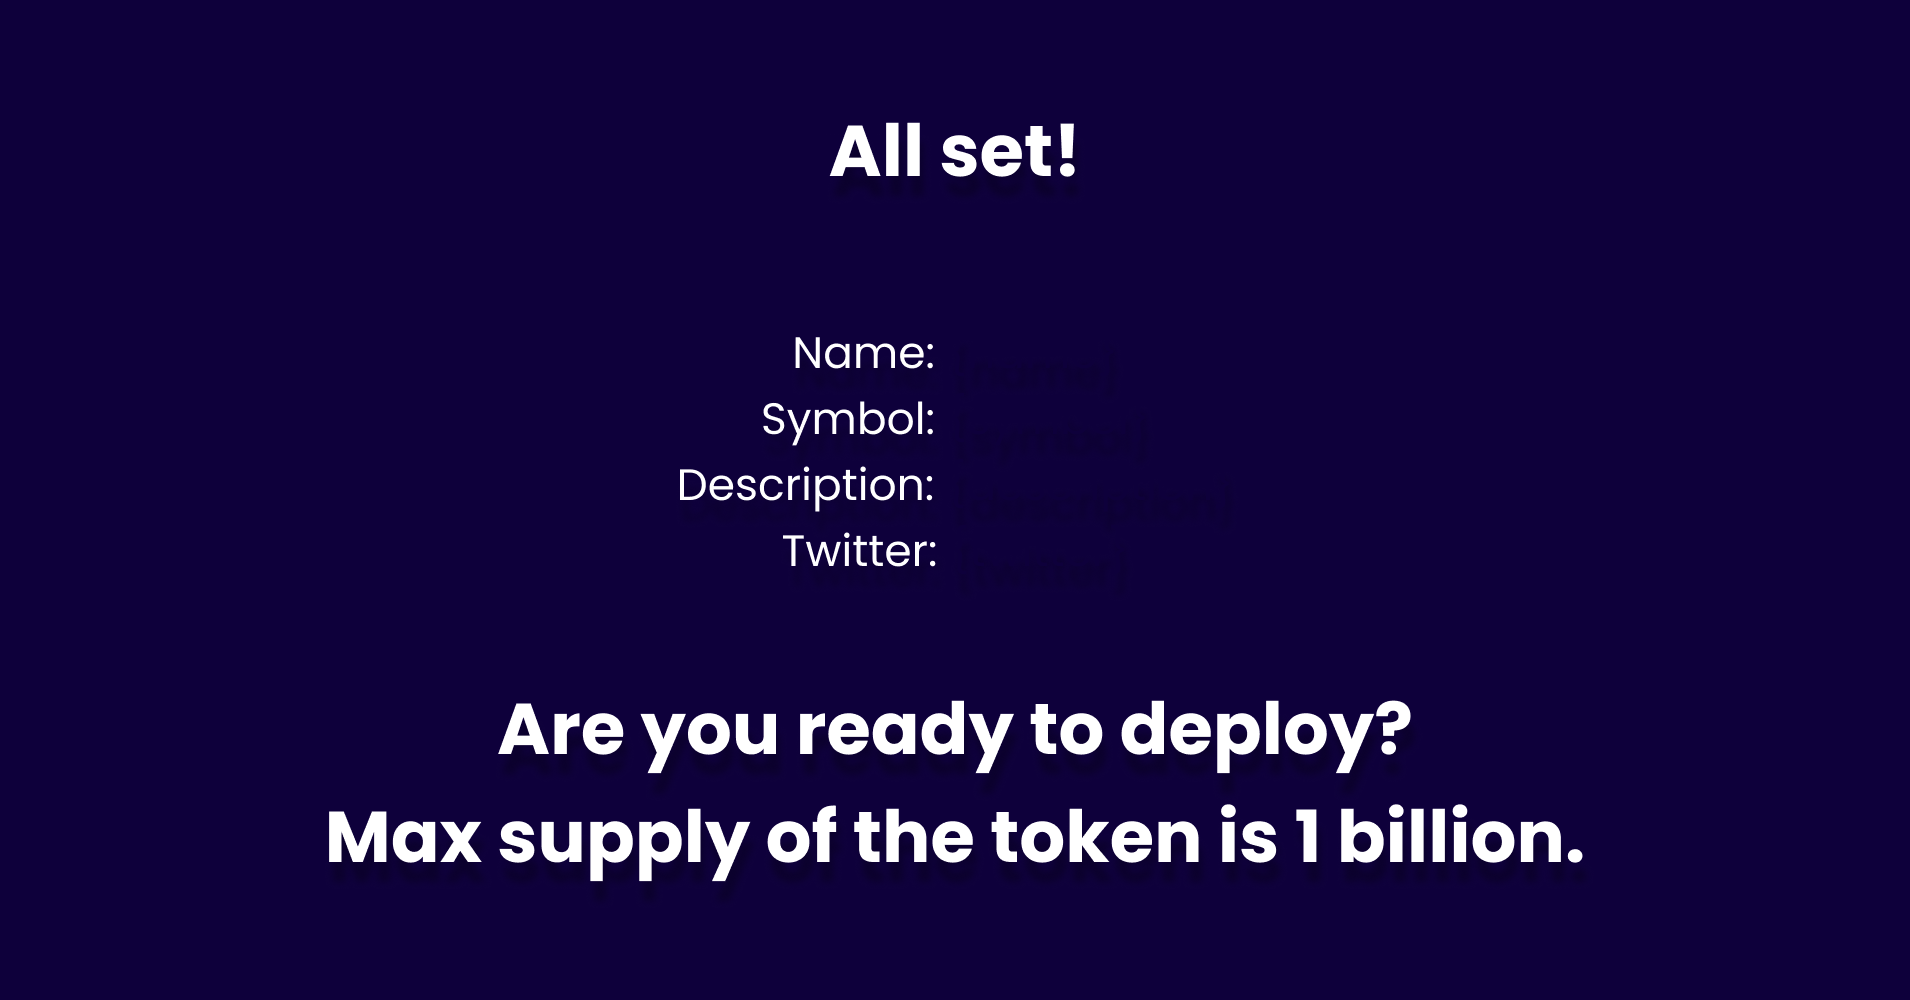 All set!
Name:
Symbol:
Description:
Twitter:
Are you ready to deploy?
Max supply of the token is 1 billion.